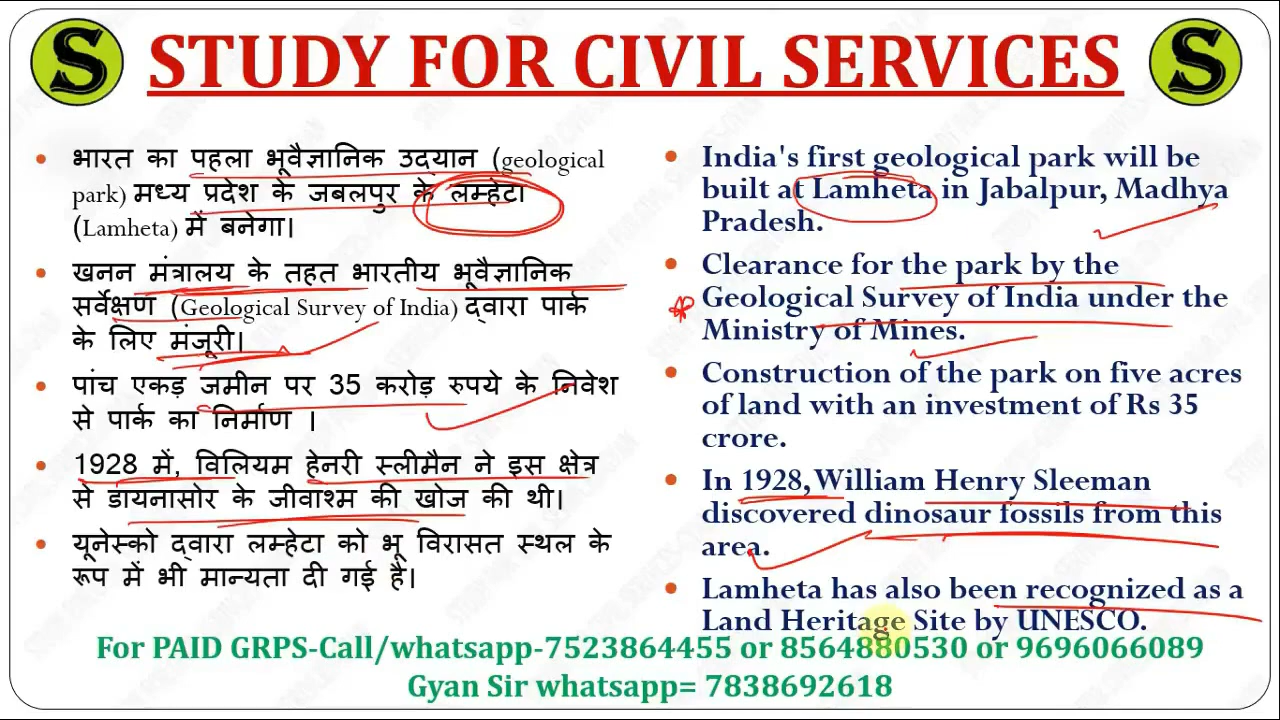 S STUDY FOR CIVIL SERVICES S
भारत का पहला भूवैज्ञानिक उद्यान (geological
park) मध्य प्रदेश के जबलपुर के लम्हेटा
(Lamheta) में बनेगा।
खनन मंत्रालय के तहत भारतीय भूवैज्ञानिक
सर्वेक्षण (Geological Survey of India) द्वारा पार्क
के लिए मंजूरी।
पांच एकड़ जमीन पर 35 करोड़ रुपये के निवेश
से पार्क का निर्माण ।
1928 में, विलियम हेनरी स्लीमैन ने इस क्षेत्र
से डायनासोर के जीवाश्म की खोज की थी।
यूनेस्को द्वारा लम्हेटा को भू विरासत स्थल के
रूप में भी मान्यता दी गई है।
India's first geological park will be
built at Lamheta in Jabalpur, Madhya
Pradesh.
Clearance for the park by the
Geological Survey of India under the
Ministry of Mines.
Construction of the park on five acres
of land with an investment of Rs 35
crore.
In 1928, William Henry Sleeman
discovered dinosaur fossils from this
area.
Lamheta has also been recognized as a
Land Heritage Site by UNESCO.
For PAID GRPS-Call/whatsapp-7523864455 or 8564880530 or 9696066089
Gyan Sir whatsapp= 7838692618